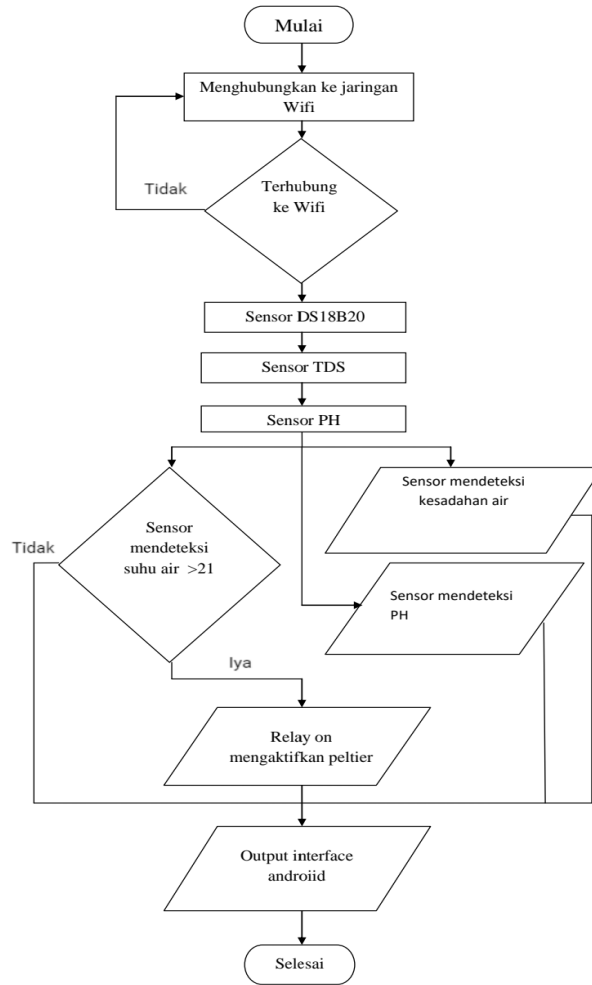 Mulai
Menghubungkan ke jaringan
Wifi
Tidak
Terhubung
ke Wifi
Sensor DS18B20
Sensor TDS
Sensor PH
Sensor mendeteksi
kesadahan air
Tidak
Sensor
mendeteksi
suhu air >21
Sensor mendeteksi
PH
Iya
Relay on
mengaktifkan peltier
Output interface
androiid
Selesai